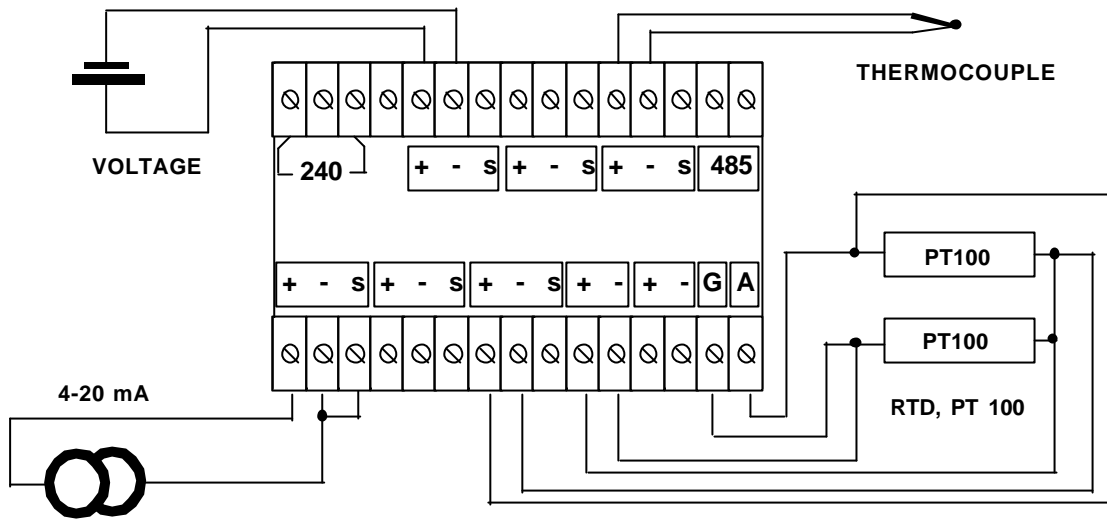 THERMOCOUPLE
VOLTAGE
240 + - s + - s + - s 485
PT100
+ - s + - s + - s + - + - G A
PT100
4-20 mA
RTD, PT 100